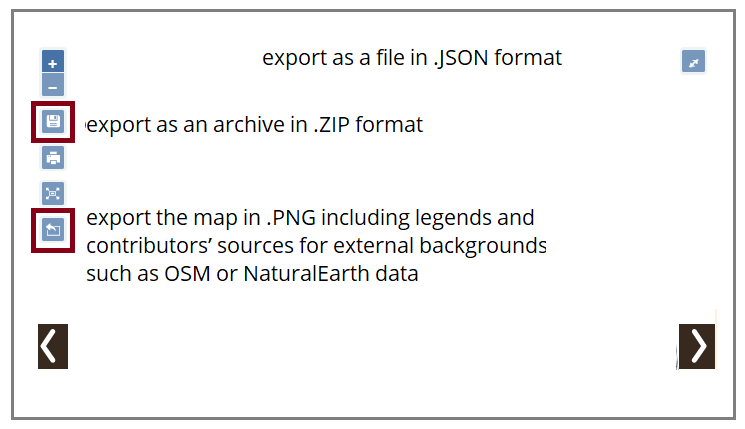 export as a file in .JSON format
export as an archive in .ZIP format
export the map in .PNG including legends and
contributors’ sources for external backgrounds
such as OSM or NaturalEarth data